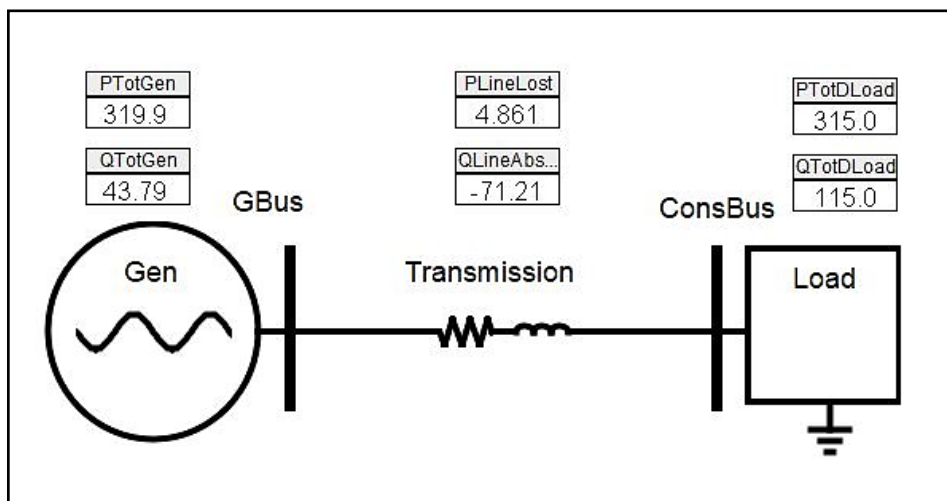 PTotGen
319.9
QTotGen
43.79
PLineLost
4.861
QLineAbs...
-71.21
PTotDLoad
315.0
QTotDLoad
115.0
GBus
ConsBus
Gen
Transmission
Load